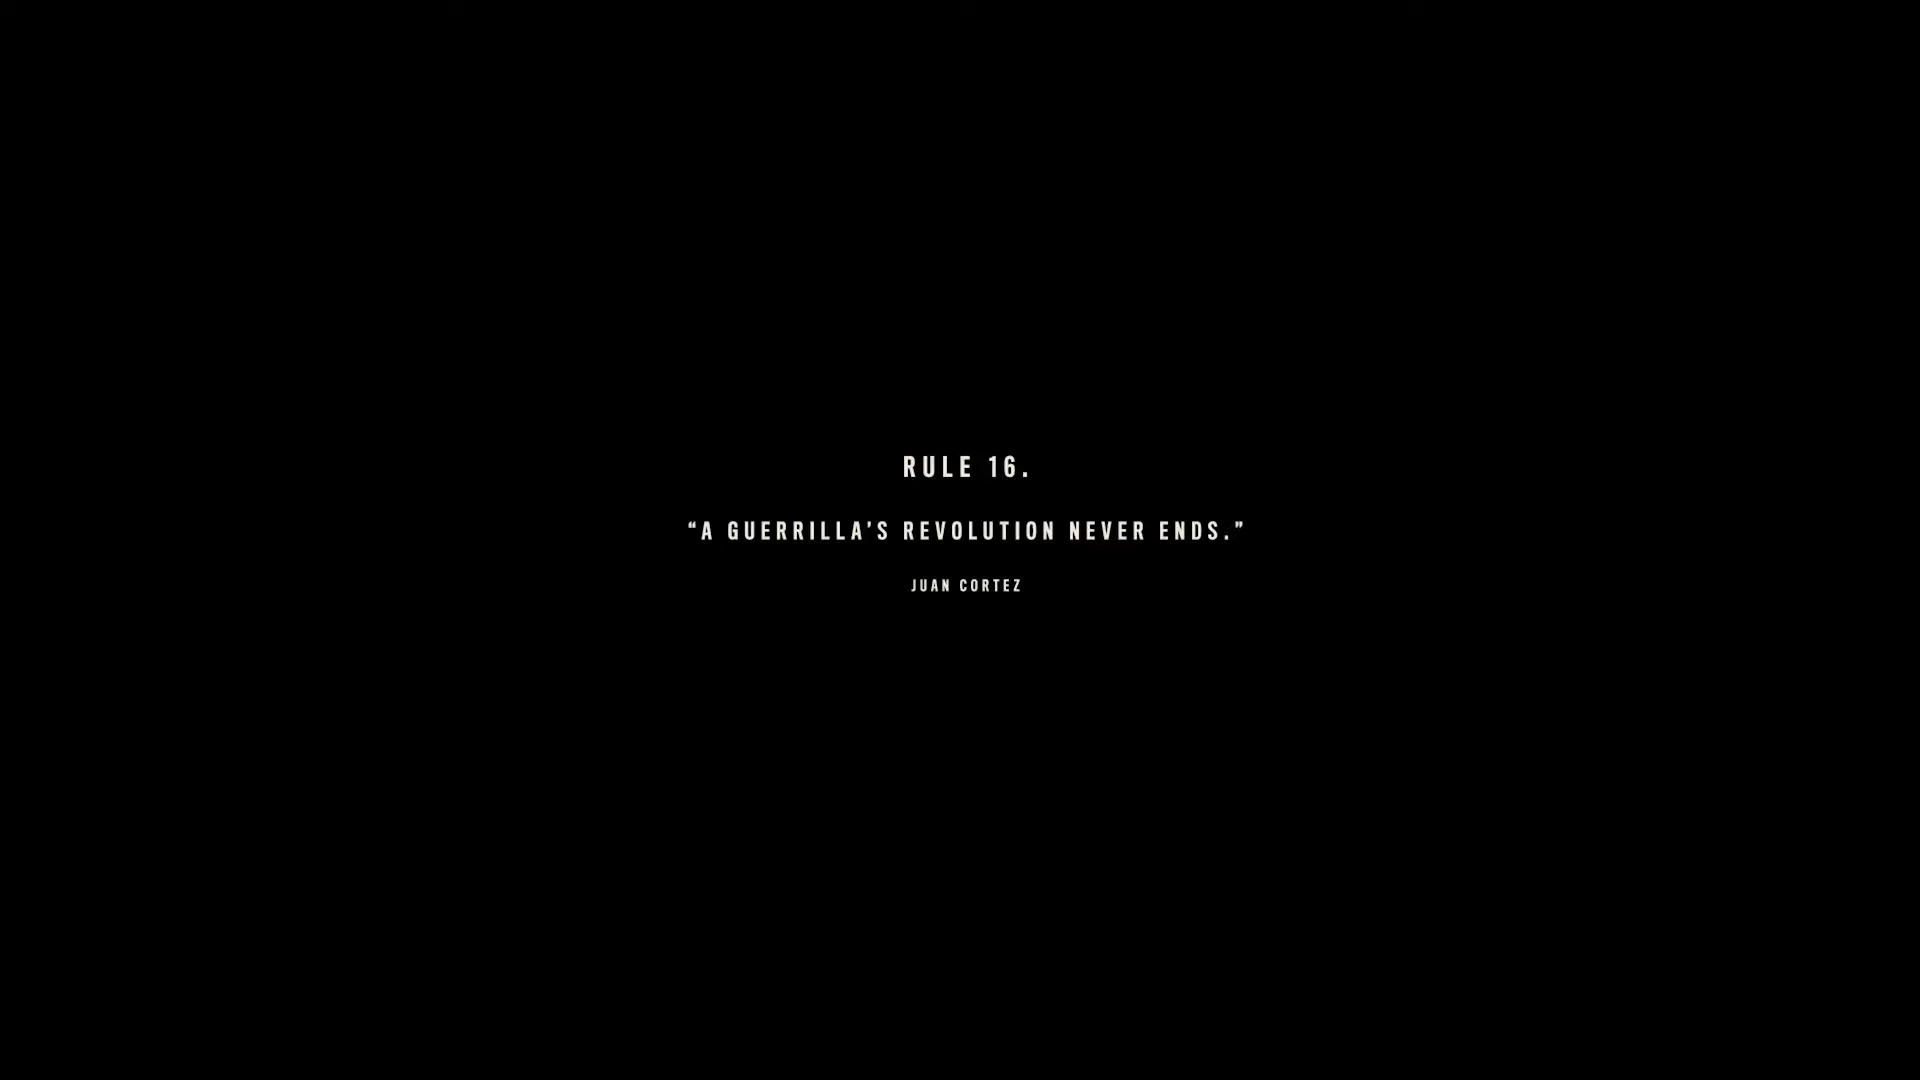 RULE 16.
“A GUERRILLA’S REVOLUTION NEVER ENDS.”
JUAN CORTEZ